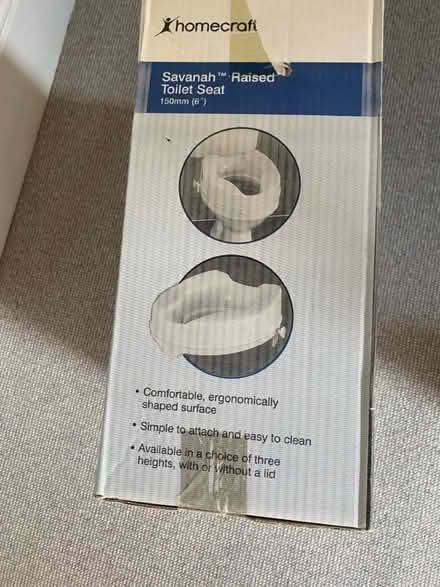 homecraft
Savanah™ Raised
Toilet Seat
150mm (6")
• Comfortable, ergonomically
shaped surface
• Simple to attach and easy to clean
• Available in a choice of three
heights, with or without a lid